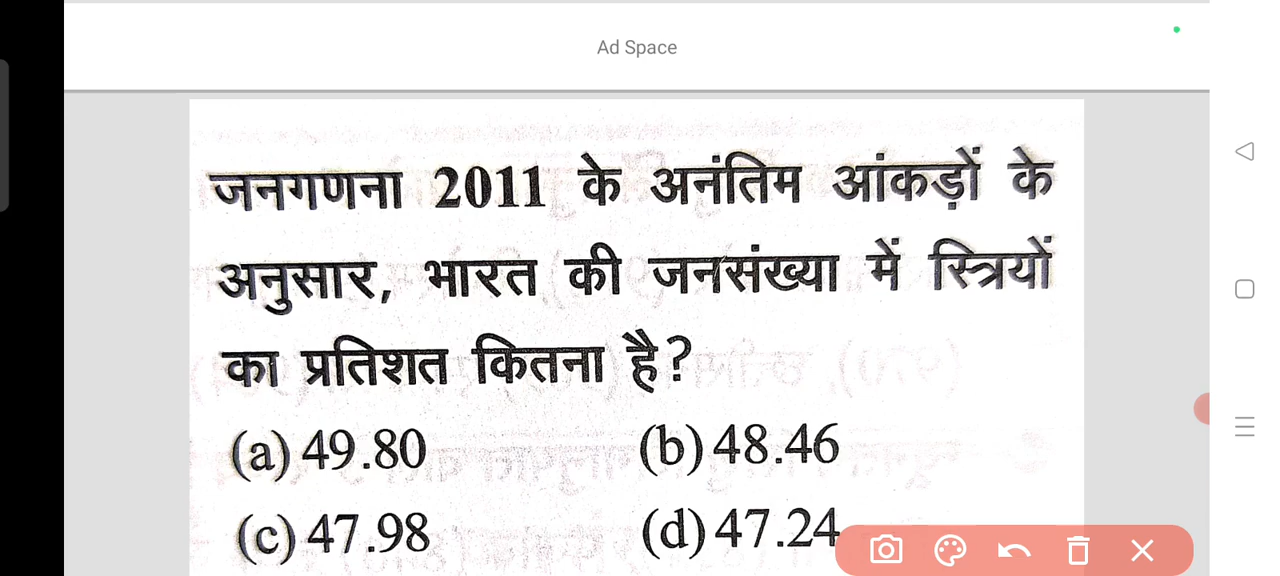 Ad Space
जनगणना 2011 के अनंतिम आंकड़ों के
अनुसार, भारत की जनसंख्या में स्त्रियों
का प्रतिशत कितना है?
(a) 49.80 (b) 48.46
(c) 47.98 (d) 47.24